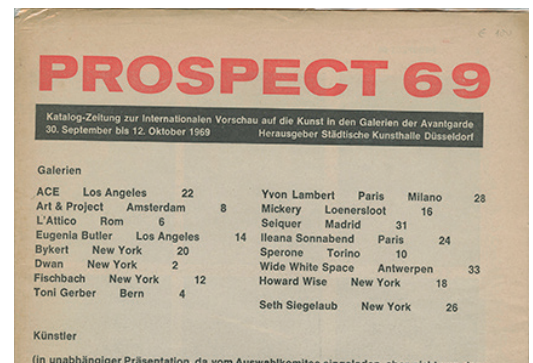 PROSPECT 69
Katalog-Zeitung zur Internationalen Vorschau auf die Kunst in den Galerien der Avantgarde
30. September bis 12. Oktober 1969 Herausgeber Städtische Kunsthalle Düsseldorf
Galerien
ACE Los Angeles 22
Art & Project Amsterdam 8
L'Attico Rom 6
Eugenia Butler Los Angeles 14
Bykert New York 20
Dwan New York 2
Fischbach New York 12
Toni Gerber Bern 4
Yvon Lambert Paris Milano 28
Mickery Loenersloot 16
Seiquer Madrid 31
Ileana Sonnabend Paris 24
Sperone Torino 10
Wide White Space Antwerpen 33
Howard Wise New York 18
Seth Siegelaub New York 26
Künstler
(in unabhängiger Präsentation, da vom Auswahlkomitee eingeladen